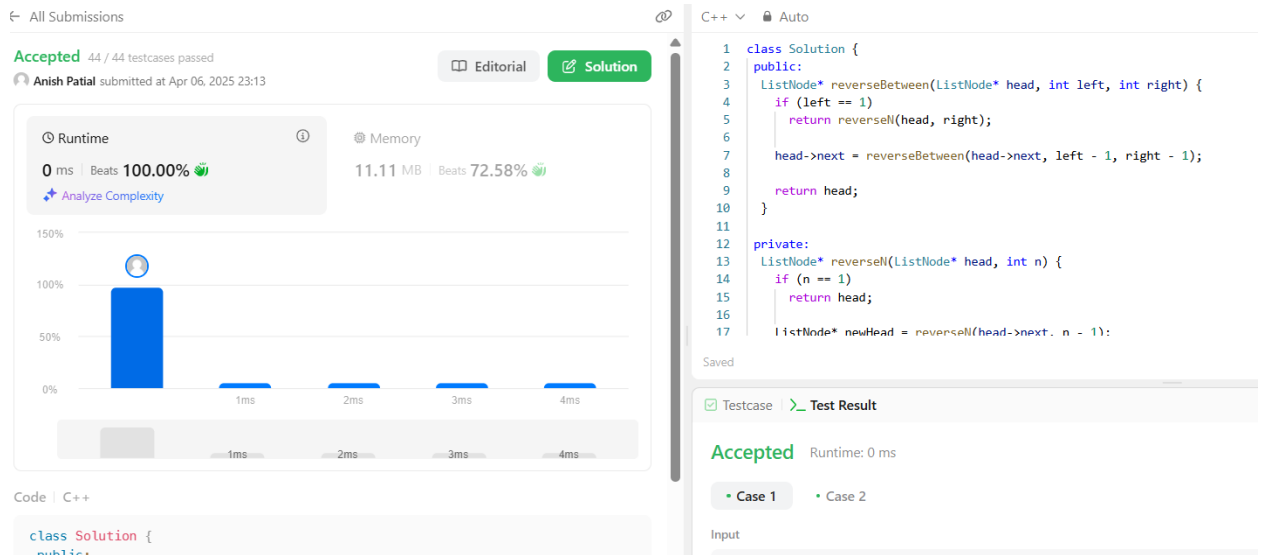 ← All Submissions
Accepted 44 / 44 testcases passed
Anish Patial submitted at Apr 06, 2025 23:13
Editorial
Solution
Runtime
0 ms | Beats 100.00%
Analyze Complexity
Memory
11.11 MB | Beats 72.58%
150%
100%
50%
0%
1ms 2ms 3ms 4ms
1ms 2ms 3ms 4ms
Code | C++
class Solution {
public:
C++ Auto
1 class Solution {
2 public:
3 ListNode* reverseBetween(ListNode* head, int left, int right) {
4 if (left == 1)
5 return reverseN(head, right);
6
7 head->next = reverseBetween(head->next, left - 1, right - 1);
8
9 return head;
10 }
11
12 private:
13 ListNode* reverseN(ListNode* head, int n) {
14 if (n == 1)
15 return head;
16
17 ListNode* newHead = reverseN(head->next, n - 1);
Saved
Testcase | >_ Test Result
Accepted Runtime: 0 ms
• Case 1 • Case 2
Input